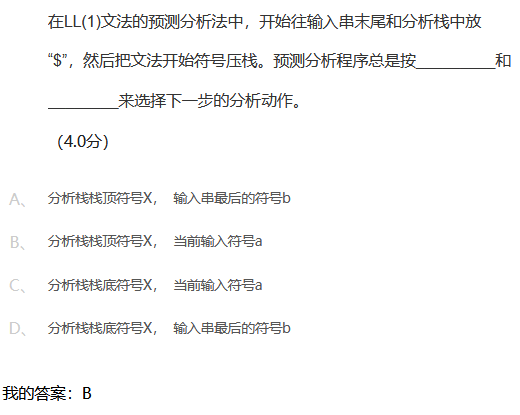 在LL(1)文法的预测分析法中，开始往输入串末尾和分析栈中放
“$”，然后把文法开始符号压栈。预测分析程序总是按__________和
_________来选择下一步的分析动作。
（4.0分）
A、 分析栈栈顶符号X， 输入串最后的符号b
B、 分析栈栈顶符号X， 当前输入符号a
C、 分析栈栈底符号X， 当前输入符号a
D、 分析栈栈底符号X， 输入串最后的符号b
我的答案：B